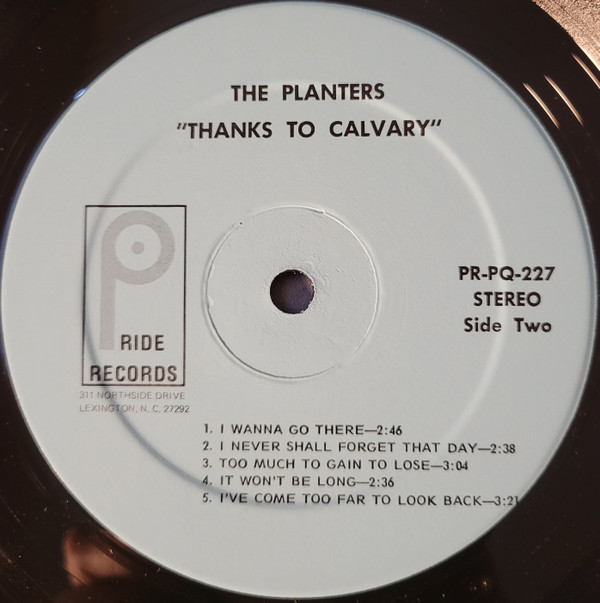 THE PLANTERS
"THANKS TO CALVARY"
PRIDE
RECORDS
311 NORTHSIDE DRIVE
LEXINGTON, N. C. 27292
PR-PQ-227
STEREO
Side Two
1. I WANNA GO THERE—2:46
2. I NEVER SHALL FORGET THAT DAY—2:38
3. TOO MUCH TO GAIN TO LOSE—3:04
4. IT WON'T BE LONG—2:36
5. I'VE COME TOO FAR TO LOOK BACK—3:21